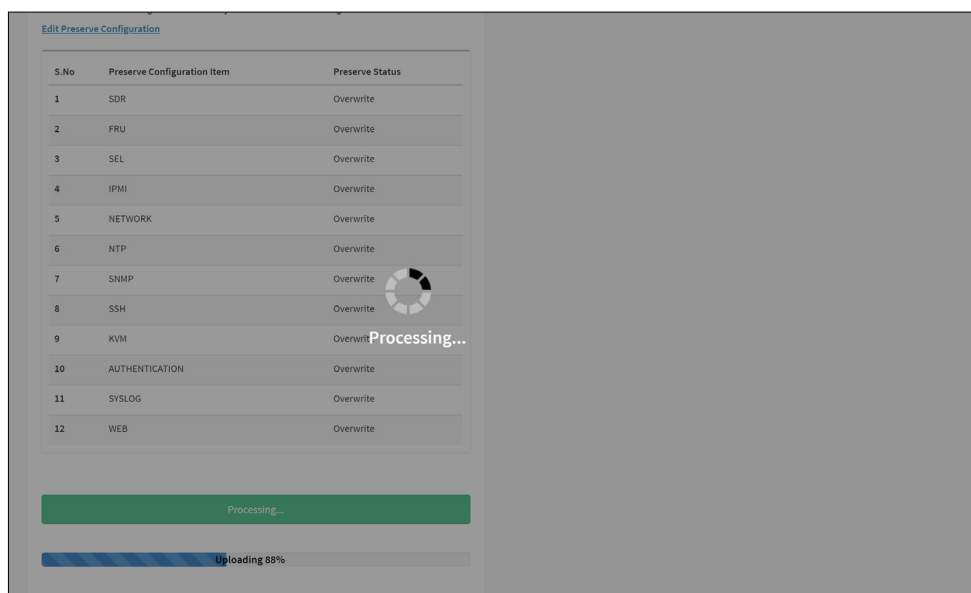 Edit Preserve Configuration
S.No Preserve Configuration Item Preserve Status
1 SDR Overwrite
2 FRU Overwrite
3 SEL Overwrite
4 IPMI Overwrite
5 NETWORK Overwrite
6 NTP Overwrite
7 SNMP Overwrite
8 SSH Overwrite
9 KVM Overwrit
Processing...
10 AUTHENTICATION Overwrite
11 SYSLOG Overwrite
12 WEB Overwrite
Processing...
Uploading 88%